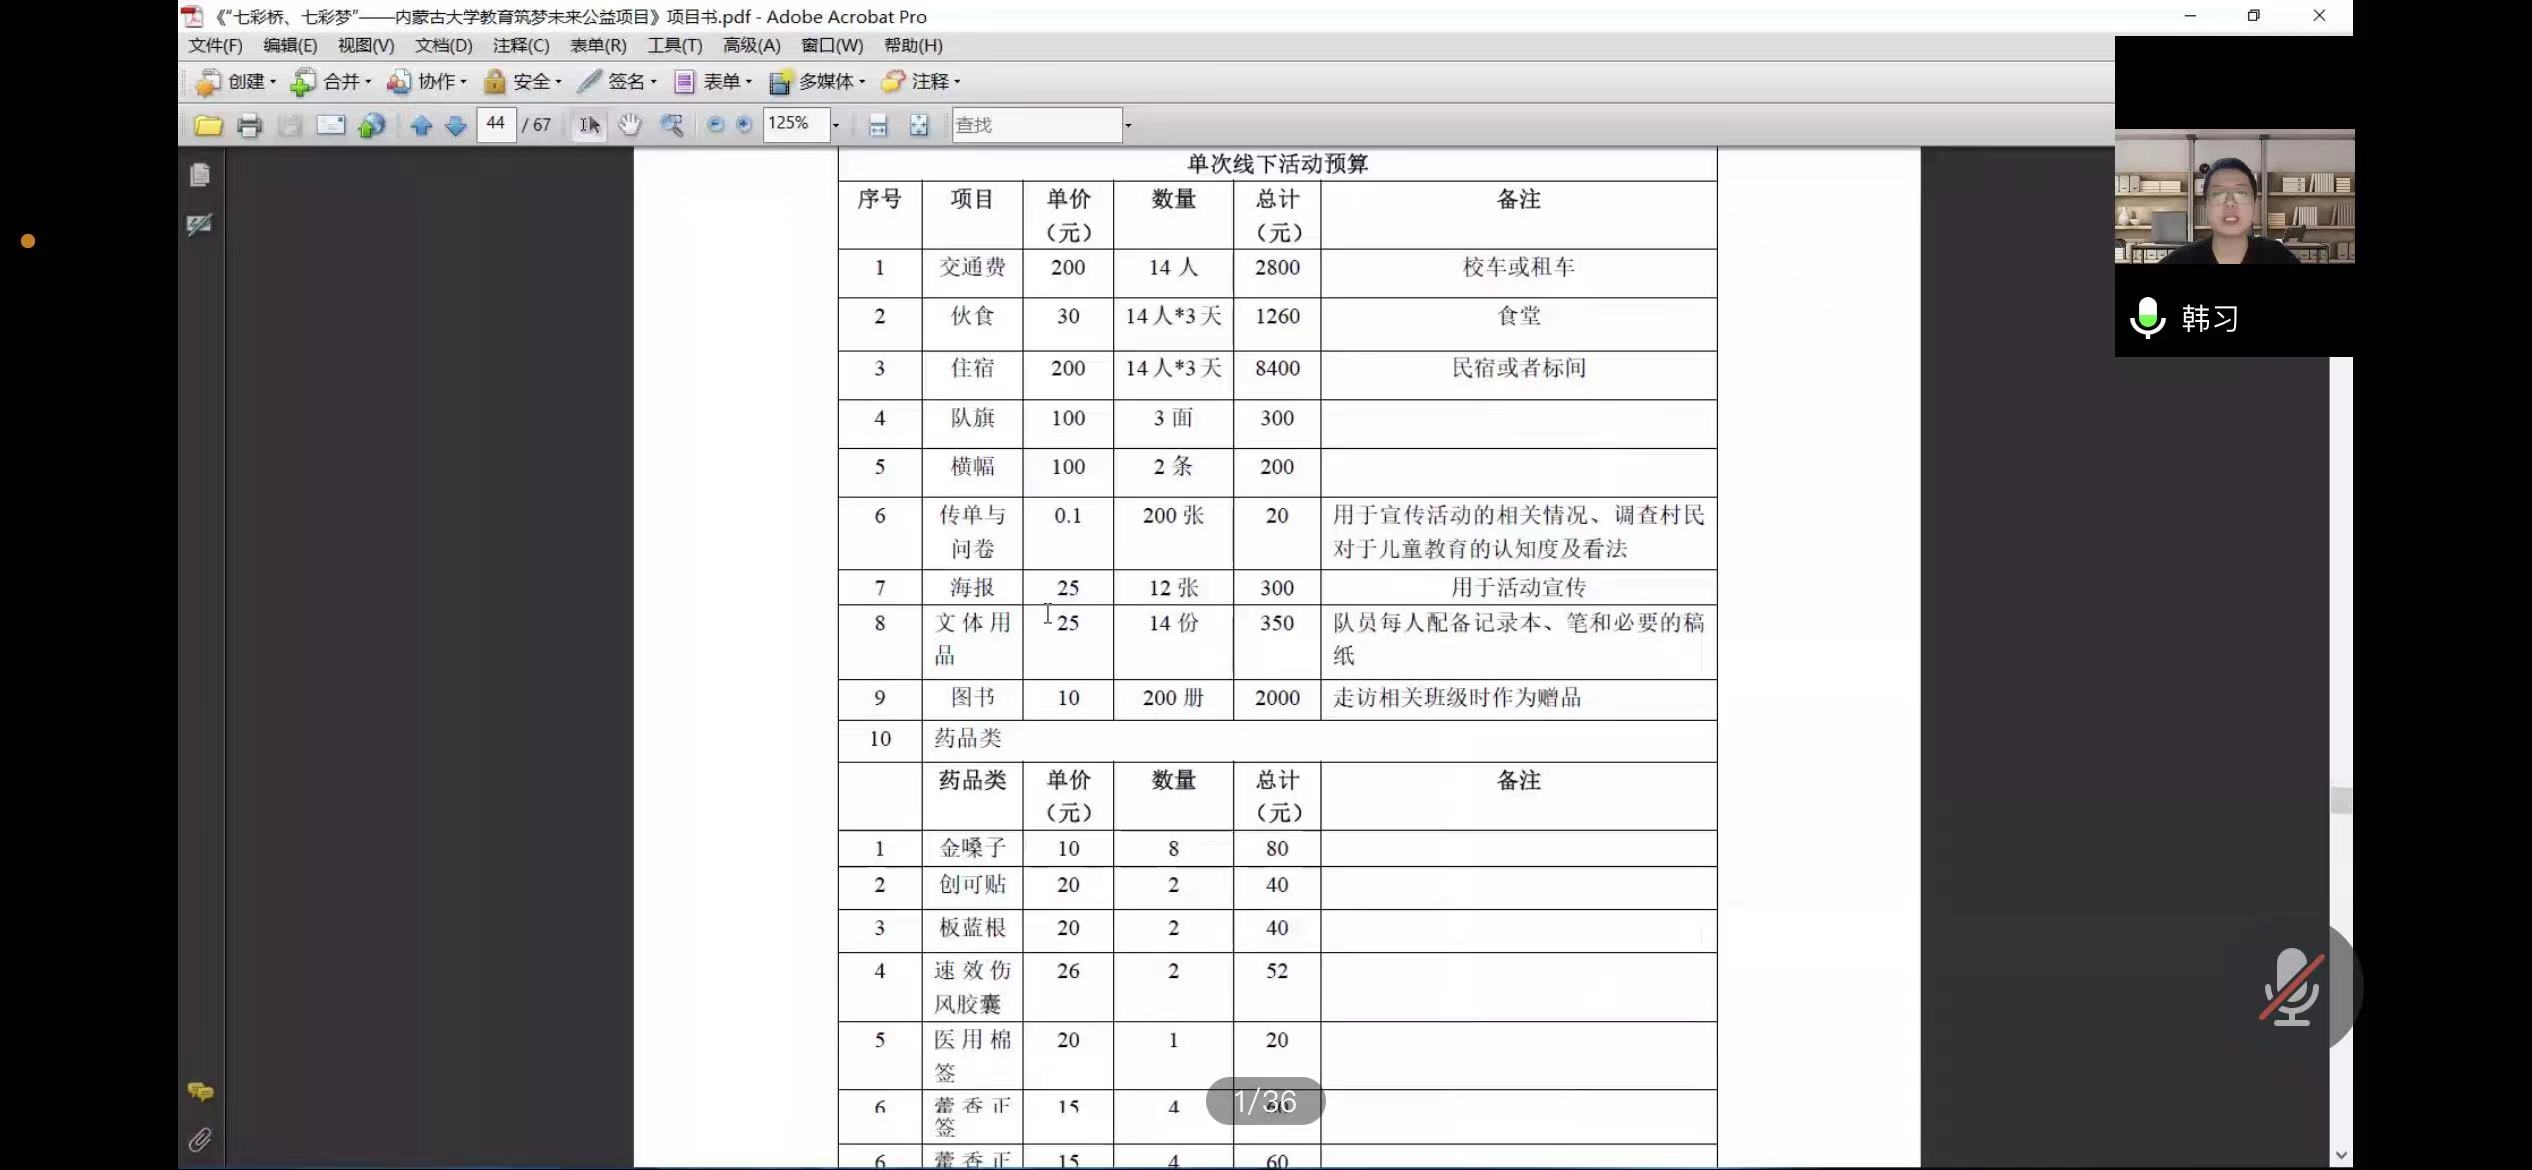 《“七彩桥、七彩梦”——内蒙古大学教育筑梦未来公益项目》项目书.pdf - Adobe Acrobat Pro
文件(F) 编辑(E) 视图(V) 文档(D) 注释(C) 表单(R) 工具(T) 高级(A) 窗口(W) 帮助(H)
创建 合并 协作 安全 签名 表单 多媒体 注释
44 / 67 125% 查找
韩习
单次线下活动预算
序号 项目 单价（元） 数量 总计（元） 备注
1 交通费 200 14 人 2800 校车或租车
2 伙食 30 14 人*3 天 1260 食堂
3 住宿 200 14 人*3 天 8400 民宿或者标间
4 队旗 100 3 面 300
5 横幅 100 2 条 200
6 传单与问卷 0.1 200 张 20 用于宣传活动的相关情况、调查村民对于儿童教育的认知度及看法
7 海报 25 12 张 300 用于活动宣传
8 文体用品 25 14 份 350 队员每人配备记录本、笔和必要的稿纸
9 图书 10 200 册 2000 走访相关班级时作为赠品
10 药品类
药品类 单价（元） 数量 总计（元） 备注
1 金嗓子 10 8 80
2 创可贴 20 2 40
3 板蓝根 20 2 40
4 速效伤风胶囊 26 2 52
5 医用棉签 20 1 20
6 藿香正 15 4
签
1/36
6 藿香正 15 4 60